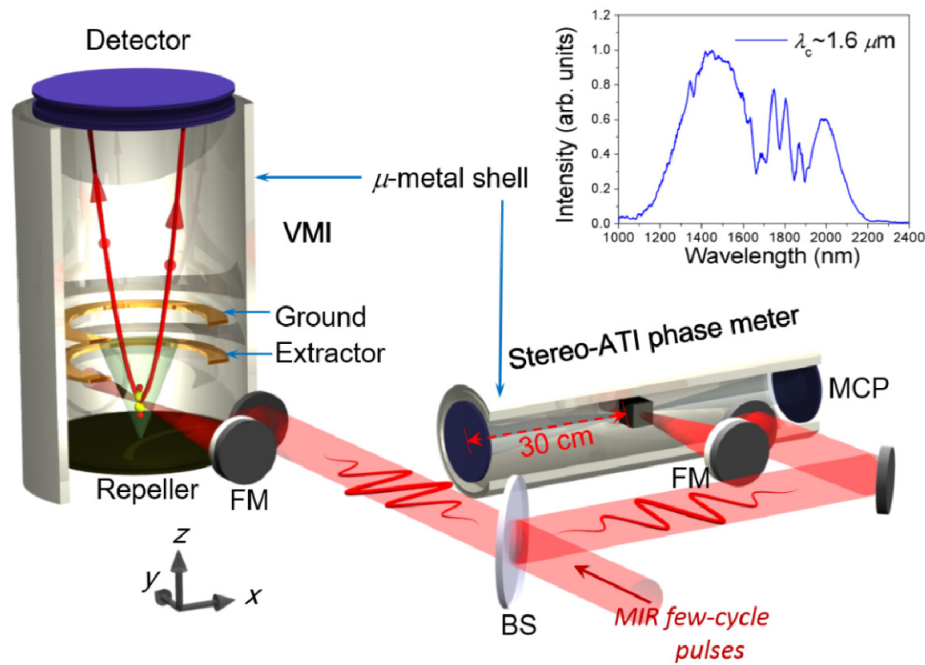 Detector
μ-metal shell
VMI
Ground
Extractor
Repeller
FM
z
y
x
BS
MIR few-cycle
pulses
Stereo-ATI phase meter
MCP
30 cm
FM
Intensity (arb. units)
1.2
1.0
0.8
0.6
0.4
0.2
0.0
λc~1.6 μm
1000 1200 1400 1600 1800 2000 2200 2400
Wavelength (nm)